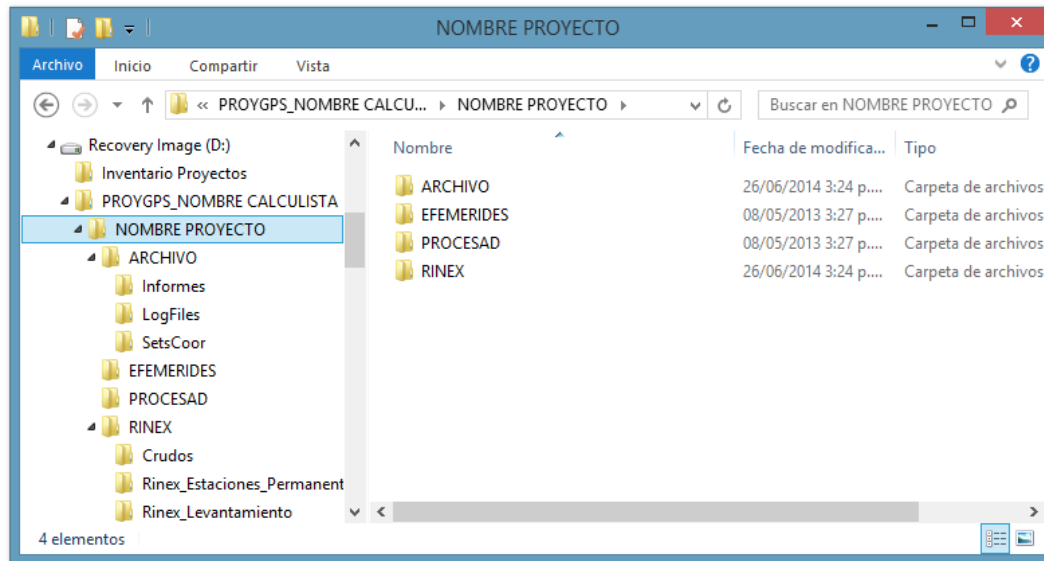 NOMBRE PROYECTO
Archivo Inicio Compartir Vista
« PROYGPS_NOMBRE CALCU... NOMBRE PROYECTO Buscar en NOMBRE PROYECTO
Recovery Image (D:)
Inventario Proyectos
PROYGPS_NOMBRE CALCULISTA
NOMBRE PROYECTO
ARCHIVO
Informes
LogFiles
SetsCoor
EFEMERIDES
PROCESAD
RINEX
Crudos
Rinex_Estaciones_Permanent
Rinex_Levantamiento
Nombre Fecha de modifica... Tipo
ARCHIVO 26/06/2014 3:24 p.... Carpeta de archivos
EFEMERIDES 08/05/2013 3:27 p.... Carpeta de archivos
PROCESAD 08/05/2013 3:27 p.... Carpeta de archivos
RINEX 26/06/2014 3:24 p.... Carpeta de archivos
4 elementos